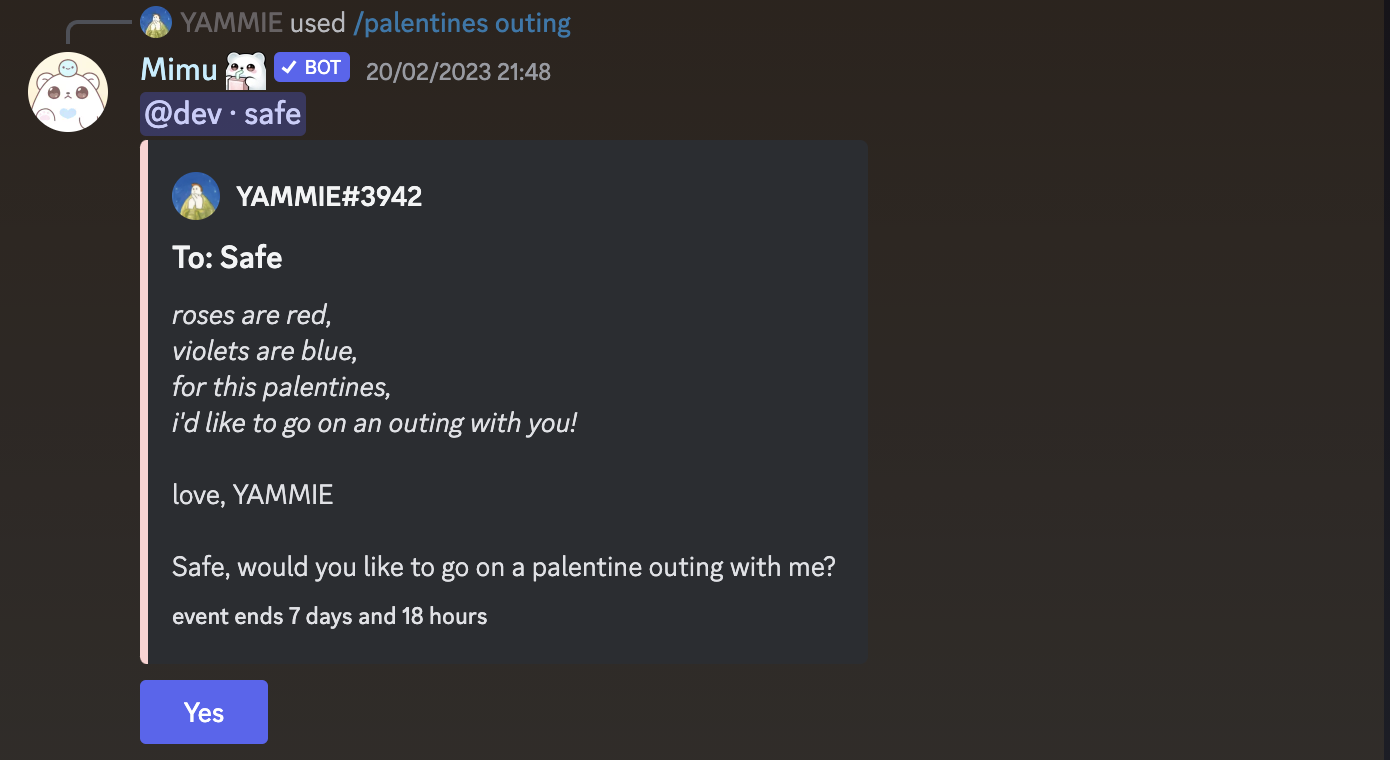 YAMMIE used /palentines outing
Mimu ✓ BOT 20/02/2023 21:48
@dev · safe
YAMMIE#3942
To: Safe
roses are red,
violets are blue,
for this palentines,
i'd like to go on an outing with you!
love, YAMMIE
Safe, would you like to go on a palentine outing with me?
event ends 7 days and 18 hours
Yes